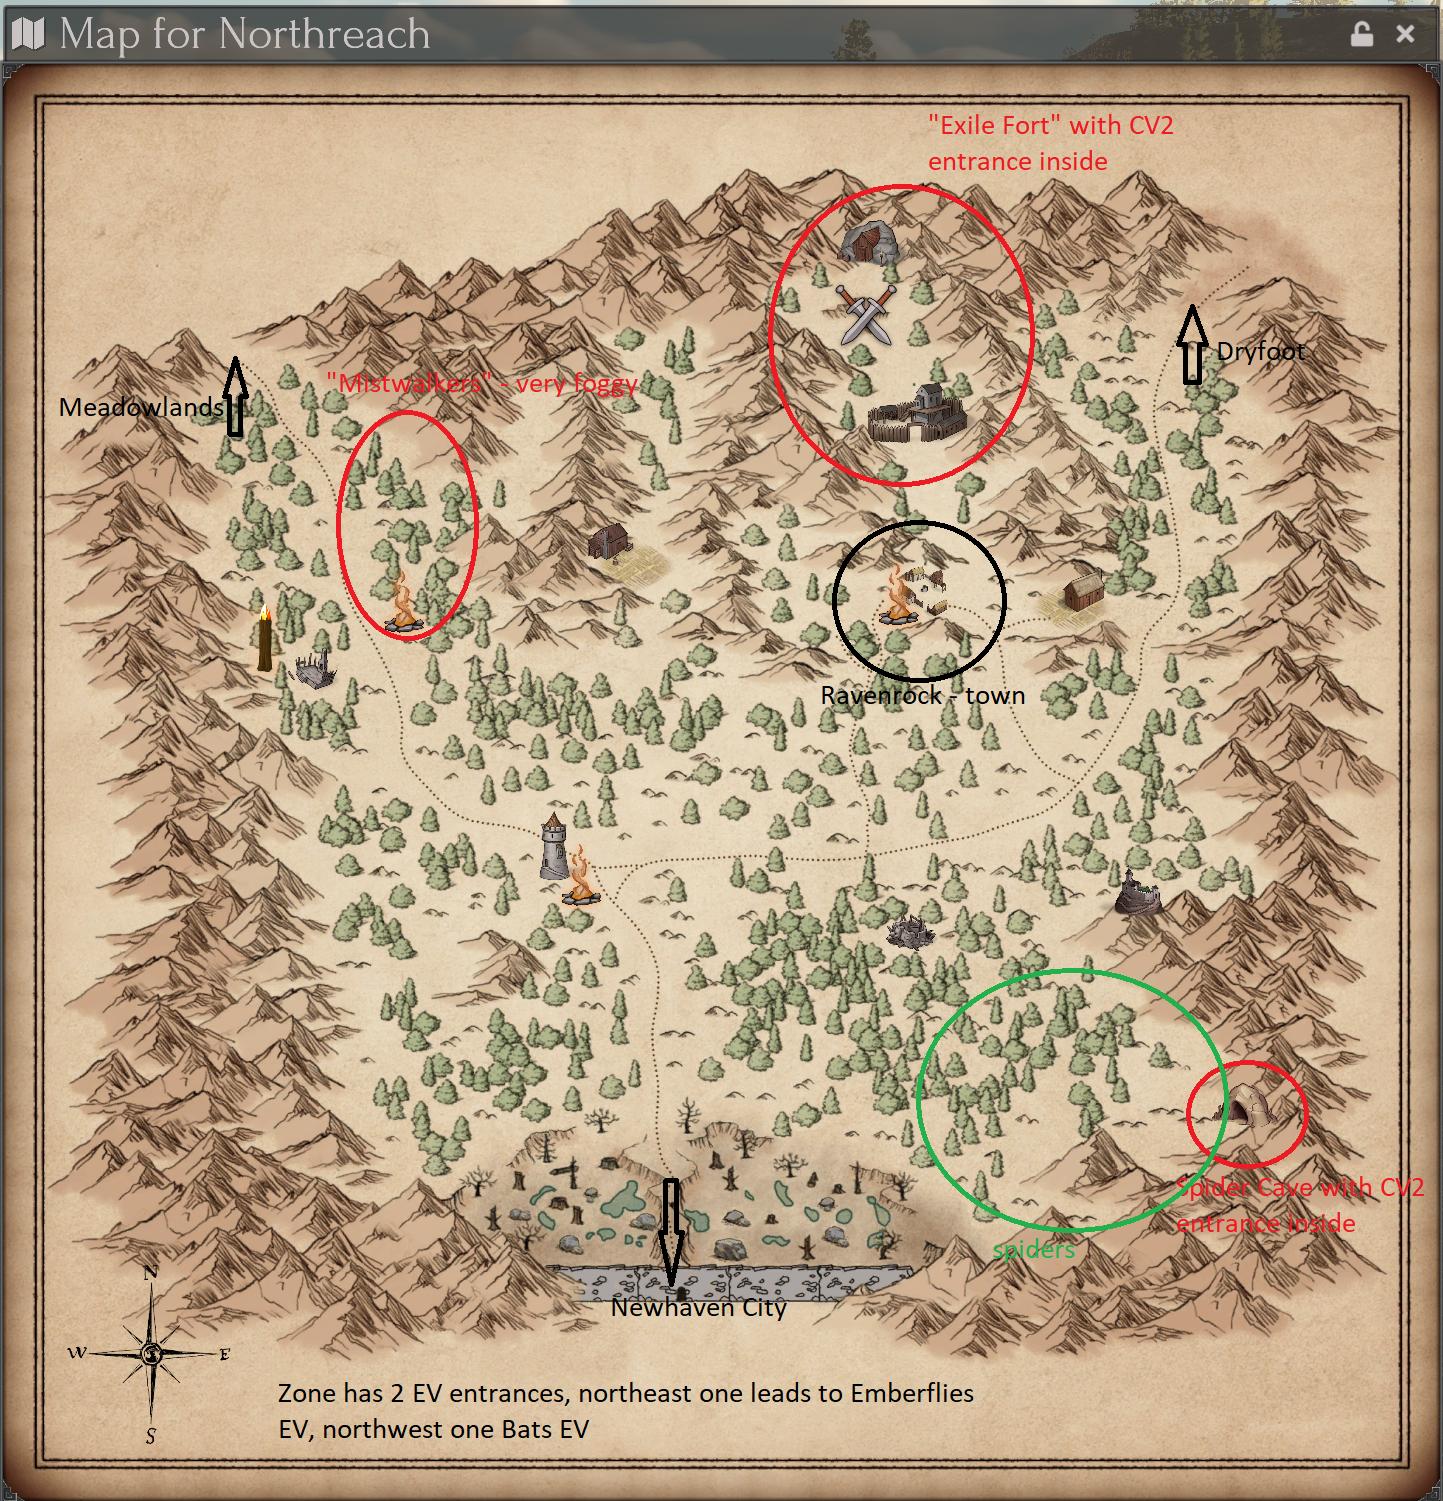 Map for Northreach
"Exile Fort" with CV2
entrance inside
Dryfoot
"Mistwalkers" - very foggy
Meadowlands
Ravenrock - town
Spider Cave with CV2
entrance inside
spiders
Newhaven City
N
W
E
S
Zone has 2 EV entrances, northeast one leads to Emberflies
EV, northwest one Bats EV